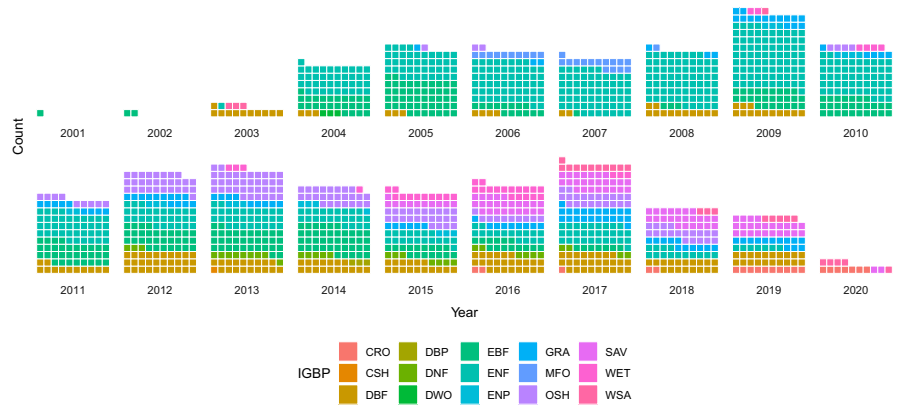 Count
2001 2002 2003 2004 2005 2006 2007 2008 2009 2010
2011 2012 2013 2014 2015 2016 2017 2018 2019 2020
Year
IGBP
CRO DBP EBF GRA SAV
CSH DNF ENF MFO WET
DBF DWO ENP OSH WSA